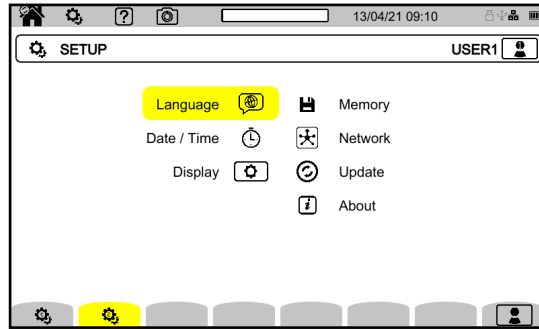 13/04/21 09:10
SETUP
USER1
Language
Memory
Date / Time
Network
Display
Update
i
About